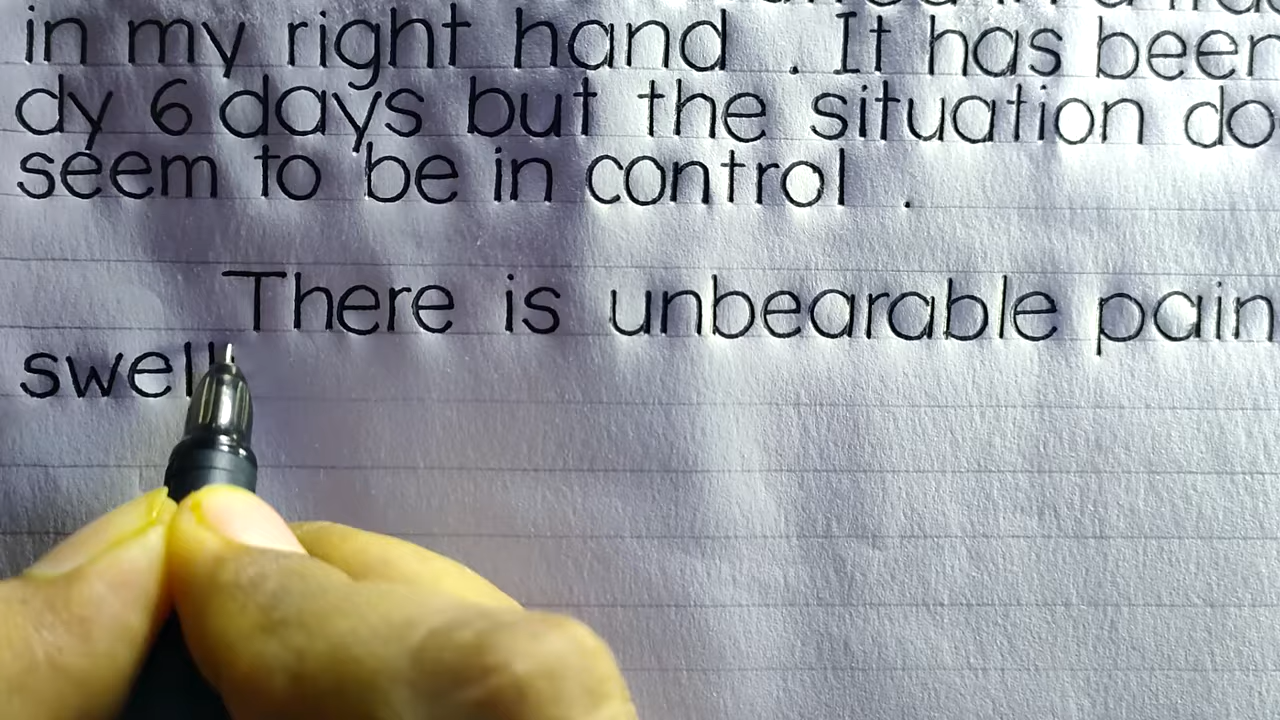 in my right hand . It has been
dy 6 days but the situation do
seem to be in control .
There is unbearable pain
swell